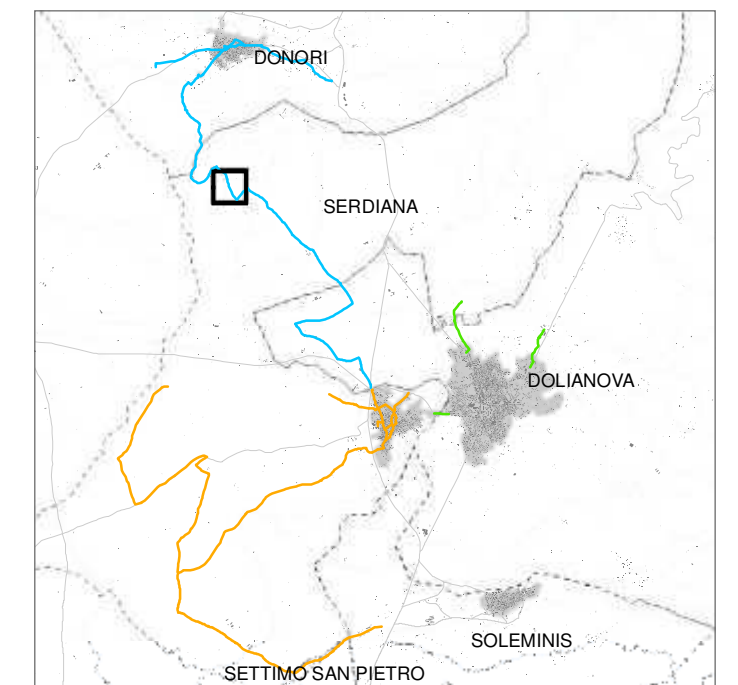 DONORI
SERDIANA
DOLIANOVA
SOLEMINIS
SETTIMO SAN PIETRO